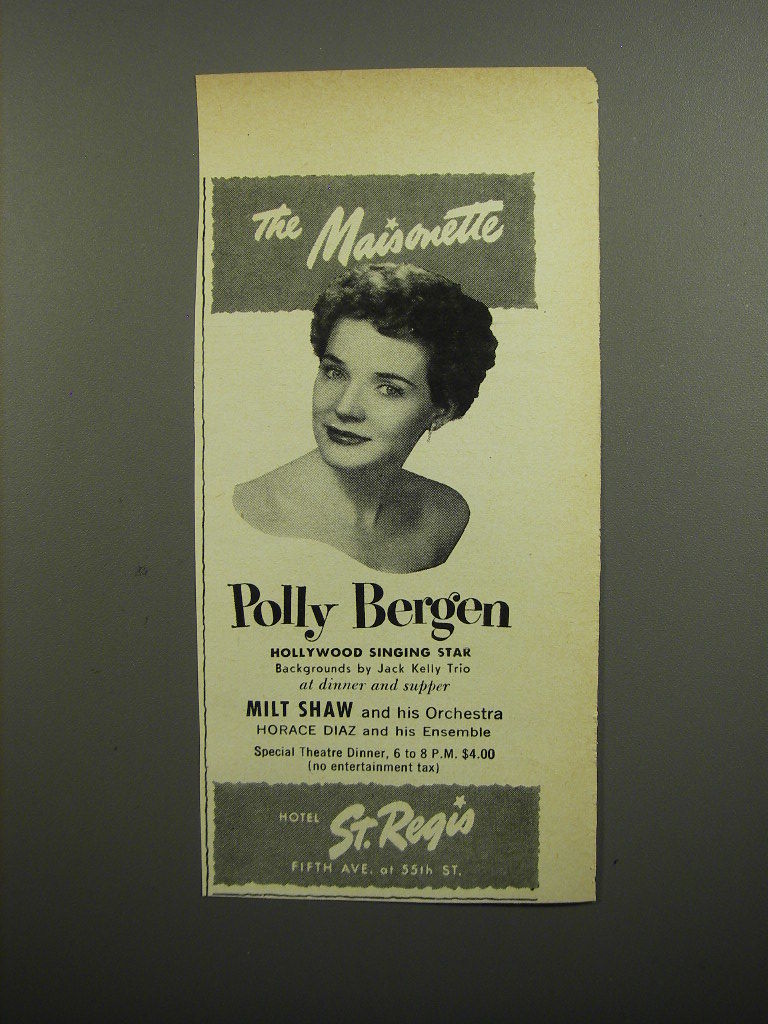 The Maisonette
Polly Bergen
HOLLYWOOD SINGING STAR
Backgrounds by Jack Kelly Trio
at dinner and supper
MILT SHAW and his Orchestra
HORACE DIAZ and his Ensemble
Special Theatre Dinner, 6 to 8 P.M. $4.00
(no entertainment tax)
HOTEL St. Regis
FIFTH AVE. at 55th ST.